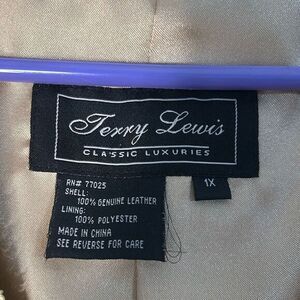 Terry Lewis
CLASSIC LUXURIES
1X
RN# 77025
SHELL:
100% GENUINE LEATHER
LINING:
100% POLYESTER
MADE IN CHINA
SEE REVERSE FOR CARE